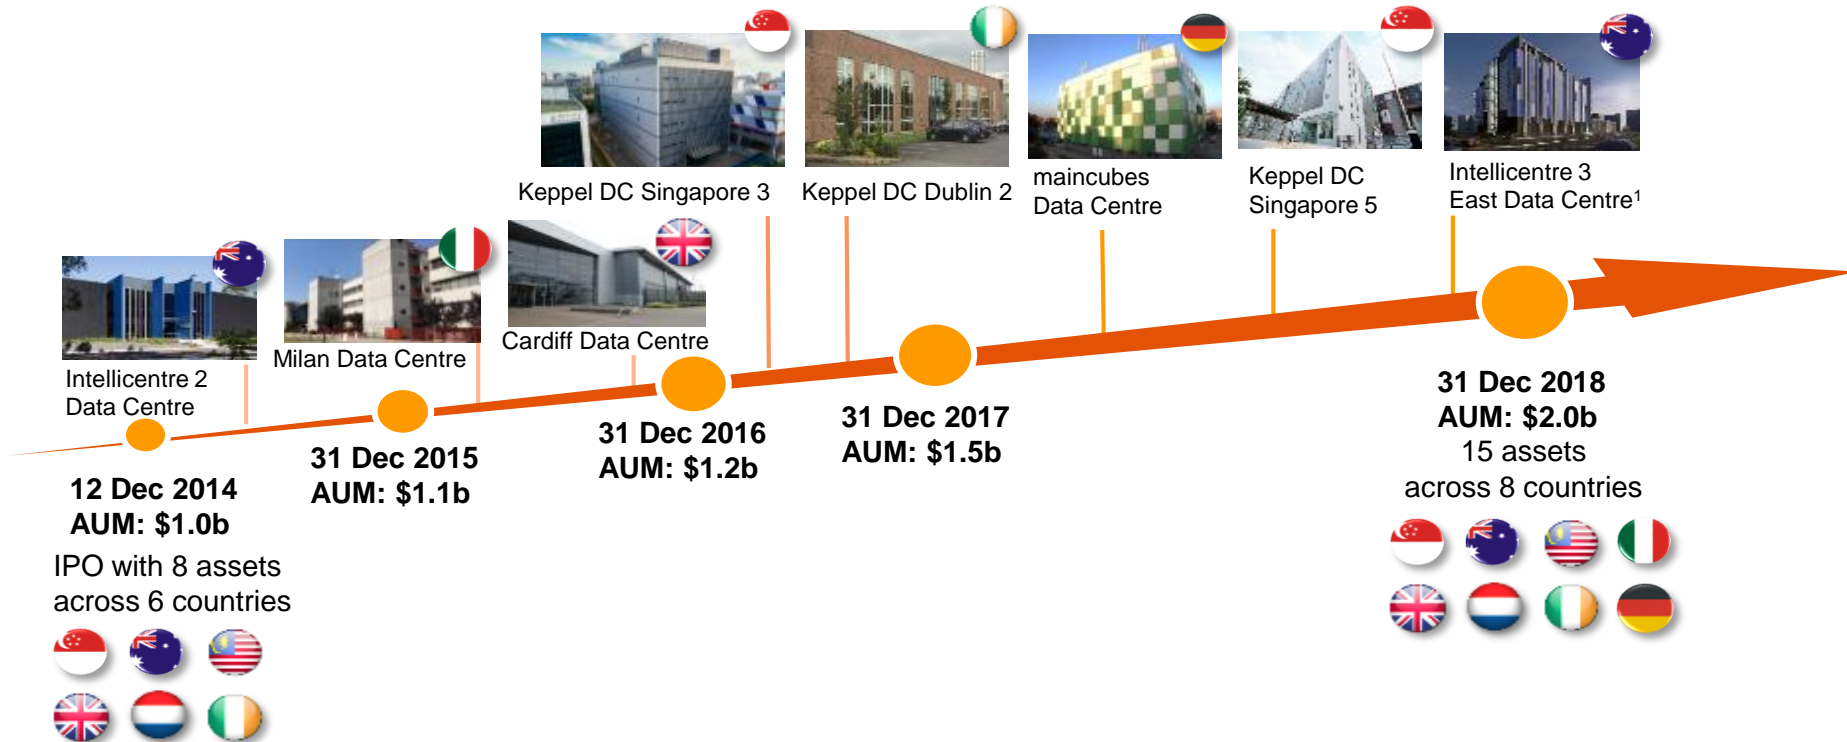 Keppel DC Singapore 3
Keppel DC Dublin 2
maincubes
Data Centre
Keppel DC
Singapore 5
Intellicentre 3
East Data Centre¹
Intellicentre 2
Data Centre
Milan Data Centre
Cardiff Data Centre
12 Dec 2014
AUM: $1.0b
IPO with 8 assets
across 6 countries
31 Dec 2015
AUM: $1.1b
31 Dec 2016
AUM: $1.2b
31 Dec 2017
AUM: $1.5b
31 Dec 2018
AUM: $2.0b
15 assets
across 8 countries